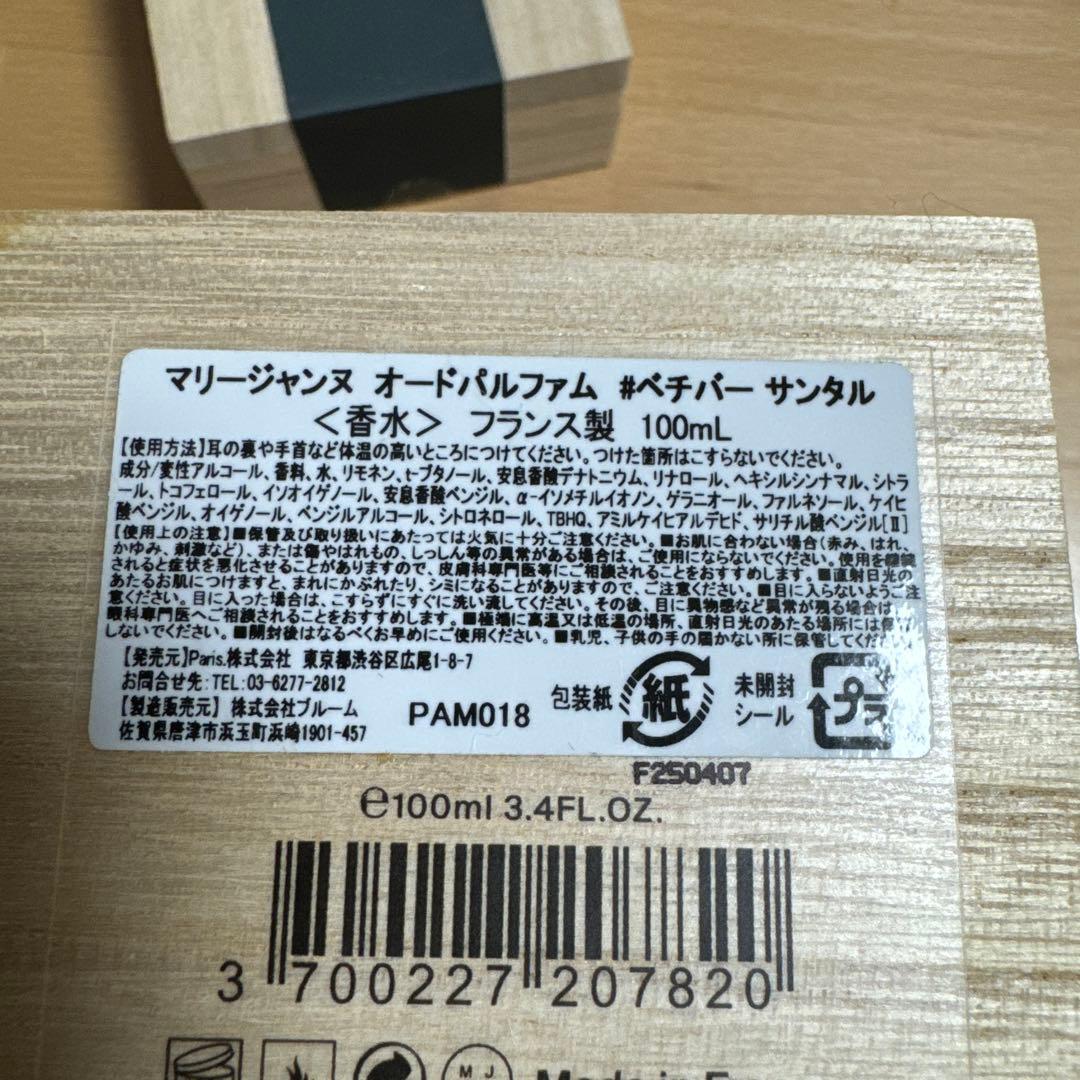 マリージャンヌ オードパルファム #ベチバー サンタル
＜香水＞ フランス製 100mL
【使用方法】耳の裏や手首など体温の高いところにつけてください。つけた箇所はこすらないでください。
成分/変性アルコール、香料、水、リモネン、t-ブタノール、安息香酸デナトニウム、リナロール、ヘキシルシンナマル、シトラ
ール、トコフェロール、イソオイゲノール、安息香酸ベンジル、α-イソメチルイオノン、ゲラニオール、ファルネソール、ケイヒ
酸ベンジル、オイゲノール、ベンジルアルコール、シトロネロール、TBHQ、アミルケイヒアルデヒド、サリチル酸ベンジル[Ⅱ]
【使用上の注意】■保管及び取り扱いにあたっては火気に十分ご注意ください。■お肌に合わない場合(赤み、はれ、
かゆみ、刺激など)、または傷やはれもの、しっしん等の異常がある場合は、ご使用にならないでください。使用を継続
されると症状を悪化させることがありますので、皮膚科専門医等にご相談されることをおすすめします。■直射日光の
あたるお肌につけますと、まれにかぶれたり、シミになることがありますので、ご注意ください。■目に入らないようご注
意ください。目に入った場合は、こすらずにすぐに洗い流してください。その後、目に異物感など異常が残る場合は、
眼科専門医へご相談されることをおすすめします。■極端に高温又は低温の場所、直射日光のあたる場所には保管
しないでください。■開封後はなるべくお早めにご使用ください。■乳児、子供の手の届かない所に保管してください。
【発売元】Paris.株式会社 東京都渋谷区広尾1-8-7
お問合せ先:TEL:03-6277-2812
【製造販売元】 株式会社ブルーム
佐賀県唐津市浜玉町浜崎1901-457
PAM018
包装紙
紙
未開封
シール
プラ
F250407
℮100ml 3.4FL.OZ.
3 700227 207820
M J
Made in